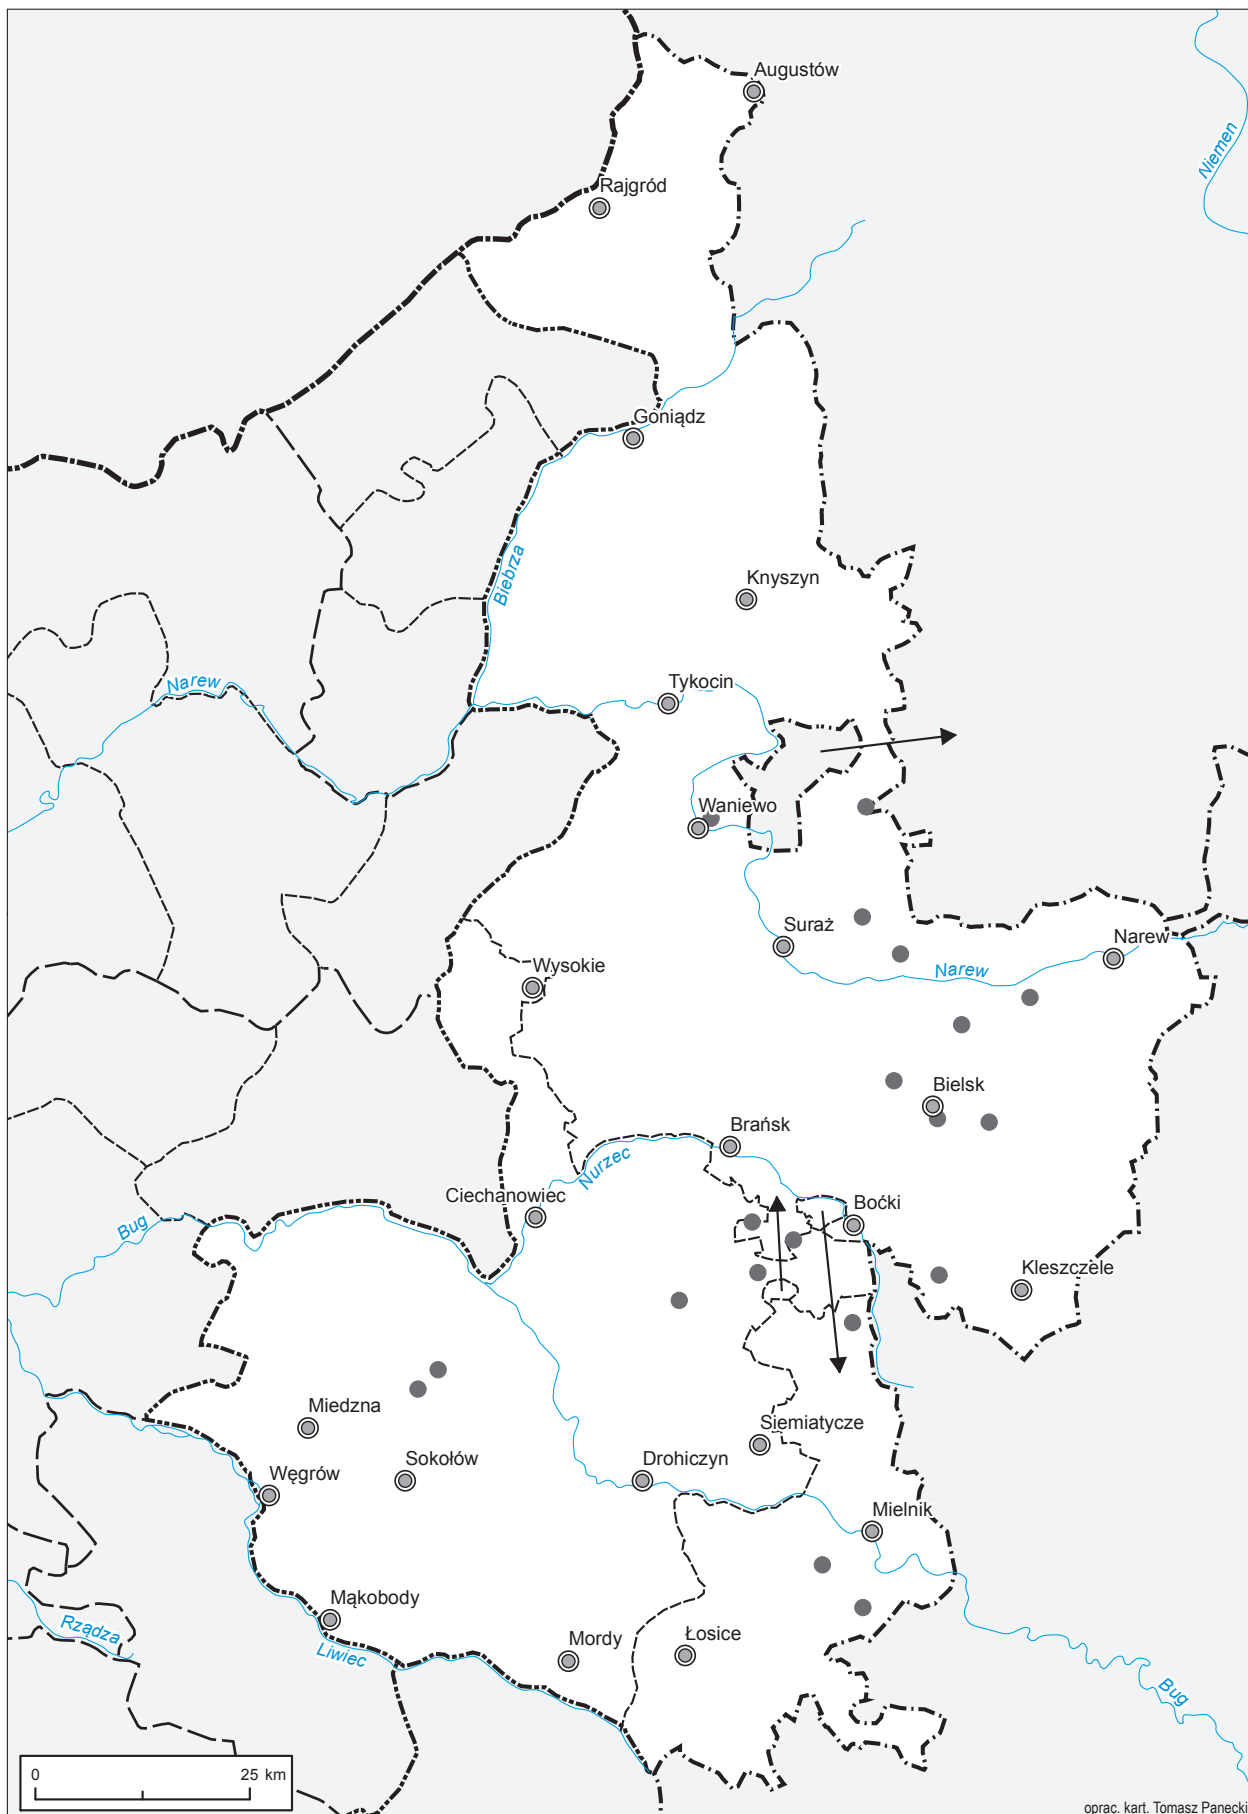 Augustów
Niemen
Rajgród
Goniądz
Biebrza
Knyszyn
Narew
Tykocin
Waniewo
Suraż
Narew
Narew
Wysokie
Bielsk
Brańsk
Nurzec
Ciechanowiec
Boćki
Bug
Kleszczele
Miedzna
Siemiatycze
Sokołów
Drohiczyn
Węgrów
Mielnik
Mąkobody
Rządza
Liwiec
Mordy
Łosice
Bug
0 25 km
oprac. kart. Tomasz Panecki